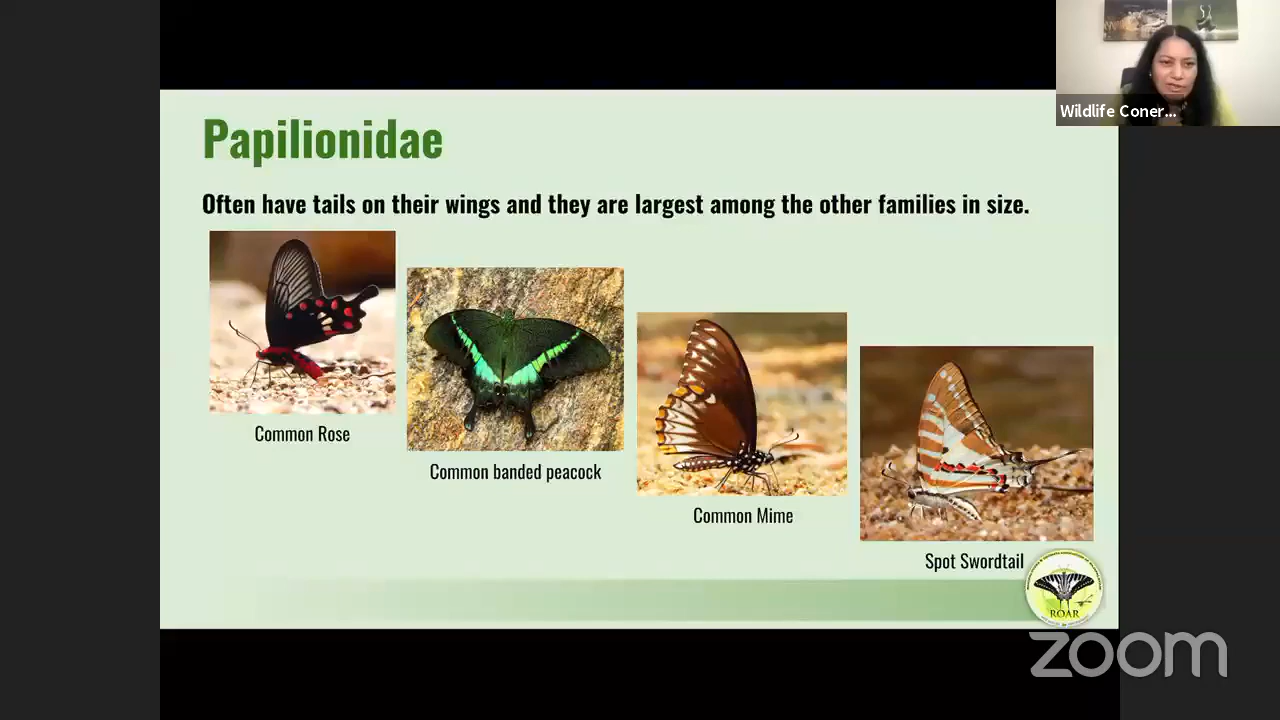 Wildlife Coner...
Papilionidae
Often have tails on their wings and they are largest among the other families in size.
Common Rose
Common banded peacock
Common Mime
Spot Swordtail
ROAR
zoom